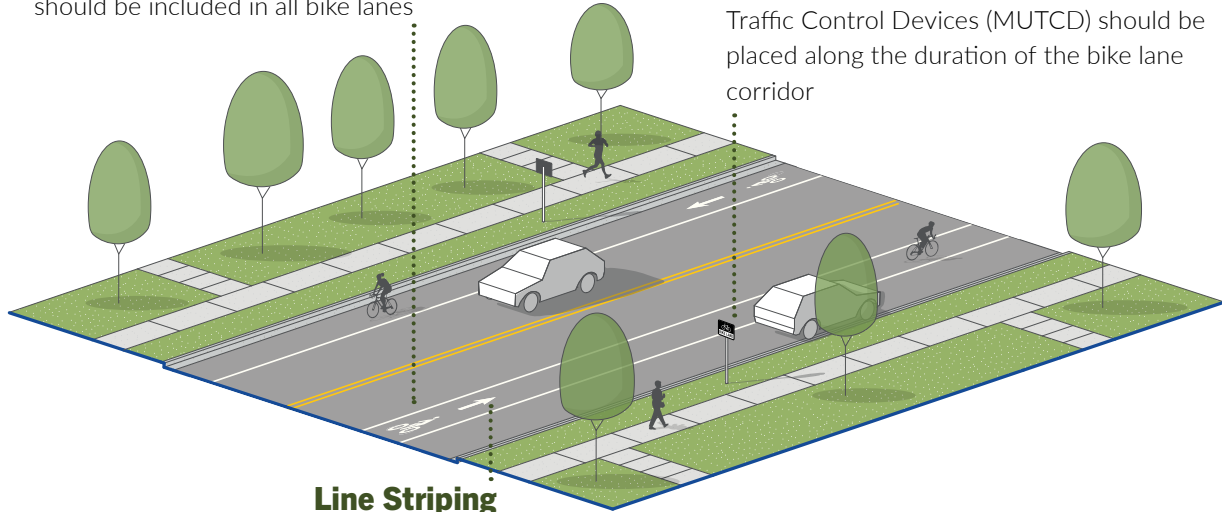 should be included in all bike lanes
Traffic Control Devices (MUTCD) should be
placed along the duration of the bike lane
corridor
Line Striping